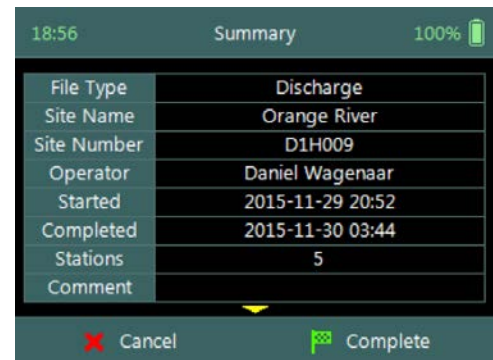 18:56 Summary 100%
File Type Discharge
Site Name Orange River
Site Number D1H009
Operator Daniel Wagenaar
Started 2015-11-29 20:52
Completed 2015-11-30 03:44
Stations 5
Comment
Cancel Complete